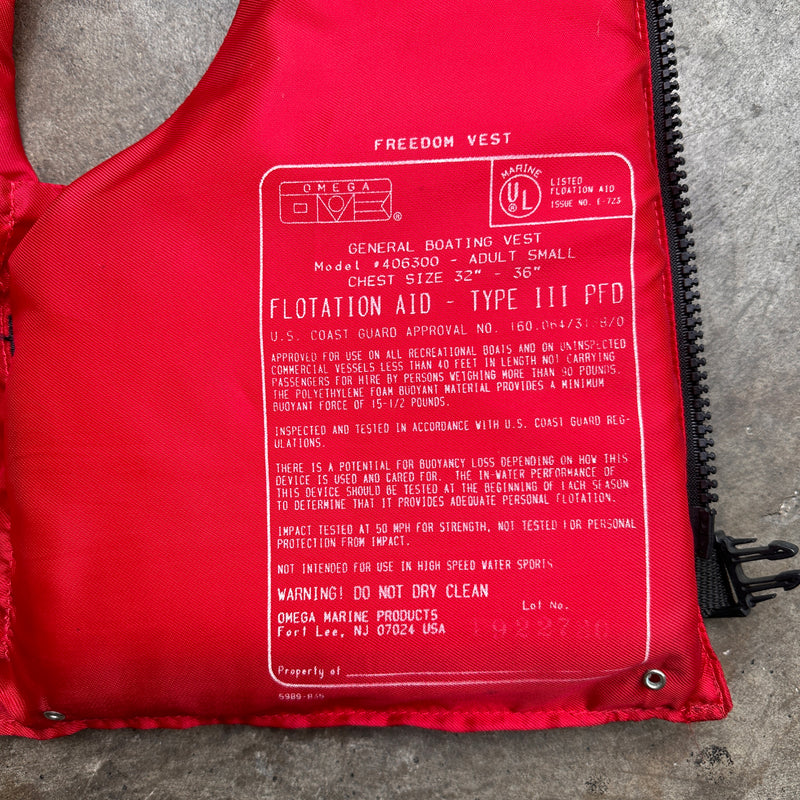 FREEDOM VEST
OMEGA
®
MARINE
UL
®
LISTED
FLOATION AID
ISSUE NO. E-723
GENERAL BOATING VEST
Model #406300 - ADULT SMALL
CHEST SIZE 32" - 36"
FLOTATION AID - TYPE III PFD
U.S. COAST GUARD APPROVAL NO.
APPROVED FOR USE ON ALL RECREATIONAL BOATS AND ON UNINSPECTED
COMMERCIAL VESSELS LESS THAN 40 FEET IN LENGTH NOT CARRYING
PASSENGERS FOR HIRE BY PERSONS WEIGHING MORE THAN 90 POUNDS.
THE POLYETHYLENE FOAM BUOYANT MATERIAL PROVIDES A MINIMUM
BUOYANT FORCE OF 15-1/2 POUNDS.
INSPECTED AND TESTED IN ACCORDANCE WITH U.S. COAST GUARD REG-
ULATIONS.
THERE IS A POTENTIAL FOR BUOYANCY LOSS DEPENDING ON HOW THIS
DEVICE IS USED AND CARED FOR. THE IN-WATER PERFORMANCE OF
THIS DEVICE SHOULD BE TESTED AT THE BEGINNING OF EACH SEASON
TO DETERMINE THAT IT PROVIDES ADEQUATE PERSONAL FLOTATION.
IMPACT TESTED AT 50 MPH FOR STRENGTH, NOT TESTED FOR PERSONAL
PROTECTION FROM IMPACT.
NOT INTENDED FOR USE IN HIGH SPEED WATER SPORTS
WARNING! DO NOT DRY CLEAN
OMEGA MARINE PRODUCTS
Fort Lee, NJ 07024 USA
Lot No.
Property of